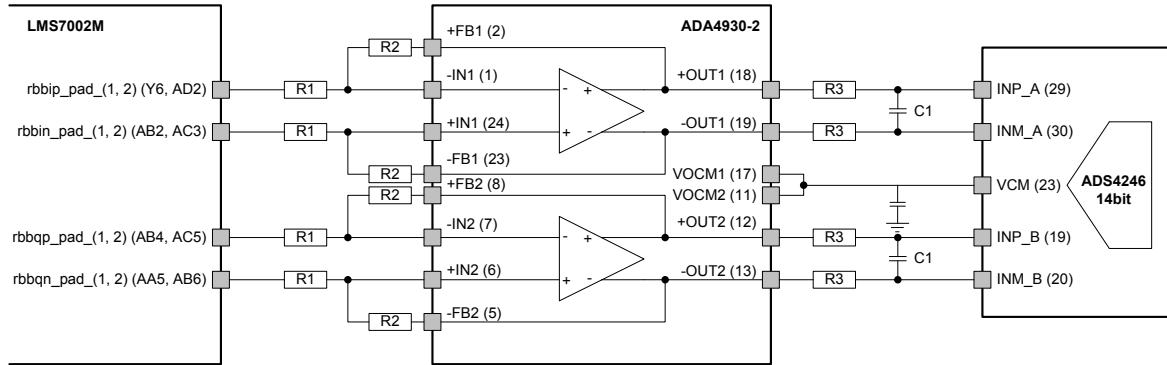 LMS7002M
ADA4930-2
+FB1 (2)
R2
-IN1 (1)
+OUT1 (18)
rbbip_pad_(1, 2) (Y6, AD2)
R1
-
+
R3
INP_A (29)
C1
rbbin_pad_(1, 2) (AB2, AC3)
R1
+IN1 (24)
+
-
-OUT1 (19)
R3
INM_A (30)
-FB1 (23)
R2
VOCM1 (17)
+FB2 (8)
R2
VOCM2 (11)
VCM (23)
ADS4246
14bit
-IN2 (7)
+OUT2 (12)
rbbqp_pad_(1, 2) (AB4, AC5)
R1
-
+
R3
INP_B (19)
C1
rbbqn_pad_(1, 2) (AA5, AB6)
R1
+IN2 (6)
+
-
-OUT2 (13)
R3
INM_B (20)
-FB2 (5)
R2